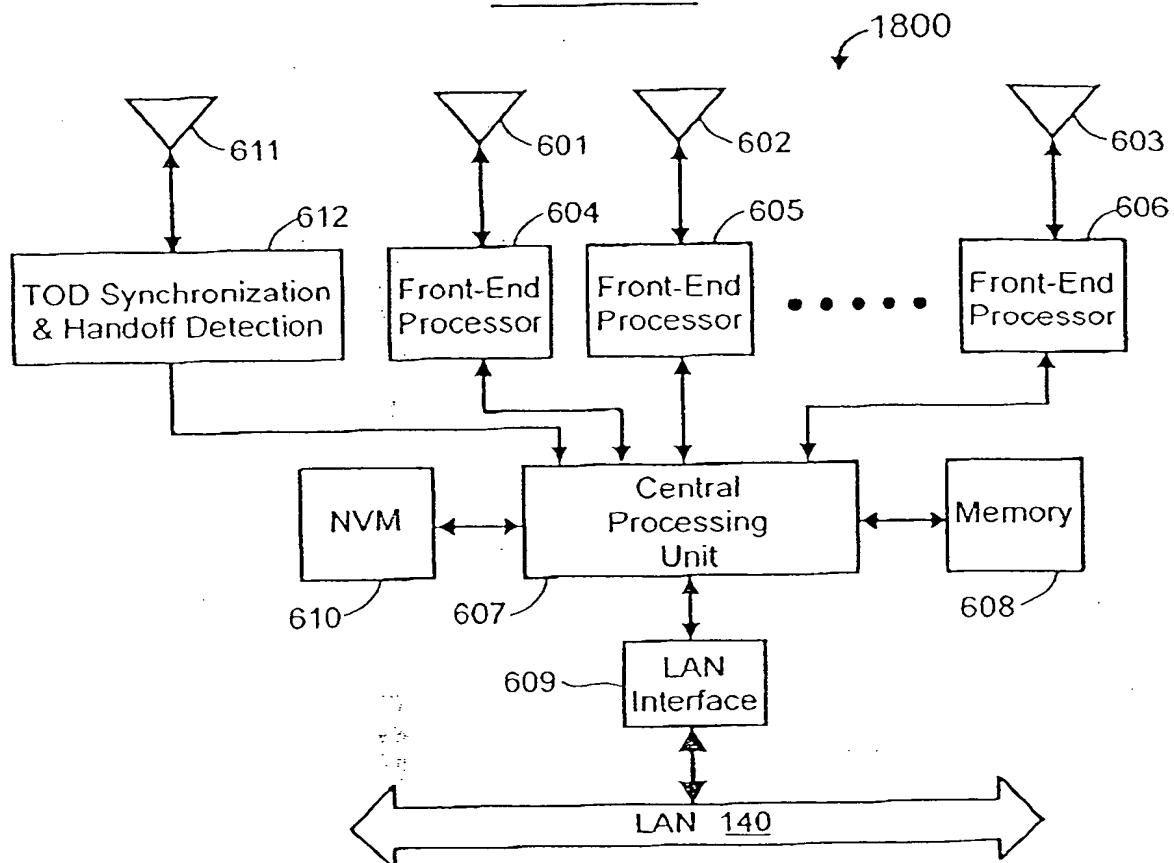 1800
611
601
602
603
612
604
605
606
TOD Synchronization
& Handoff Detection
Front-End
Processor
Front-End
Processor
Front-End
Processor
NVM
Central
Processing
Unit
Memory
610
607
608
609
LAN
Interface
LAN 140